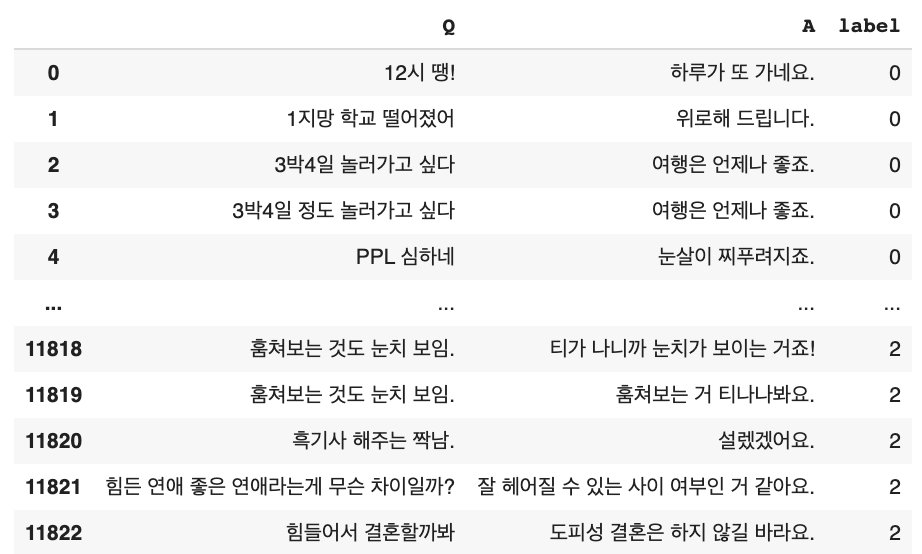 Q A label
0 12시 땡! 하루가 또 가네요. 0
1 1지망 학교 떨어졌어 위로해 드립니다. 0
2 3박4일 놀러가고 싶다 여행은 언제나 좋죠. 0
3 3박4일 정도 놀러가고 싶다 여행은 언제나 좋죠. 0
4 PPL 심하네 눈살이 찌푸려지죠. 0
... ... ... ...
11818 훔쳐보는 것도 눈치 보임. 티가 나니까 눈치가 보이는 거죠! 2
11819 훔쳐보는 것도 눈치 보임. 훔쳐보는 거 티나나봐요. 2
11820 흑기사 해주는 짝남. 설렜겠어요. 2
11821 힘든 연애 좋은 연애라는게 무슨 차이일까? 잘 헤어질 수 있는 사이 여부인 거 같아요. 2
11822 힘들어서 결혼할까봐 도피성 결혼은 하지 않길 바라요. 2